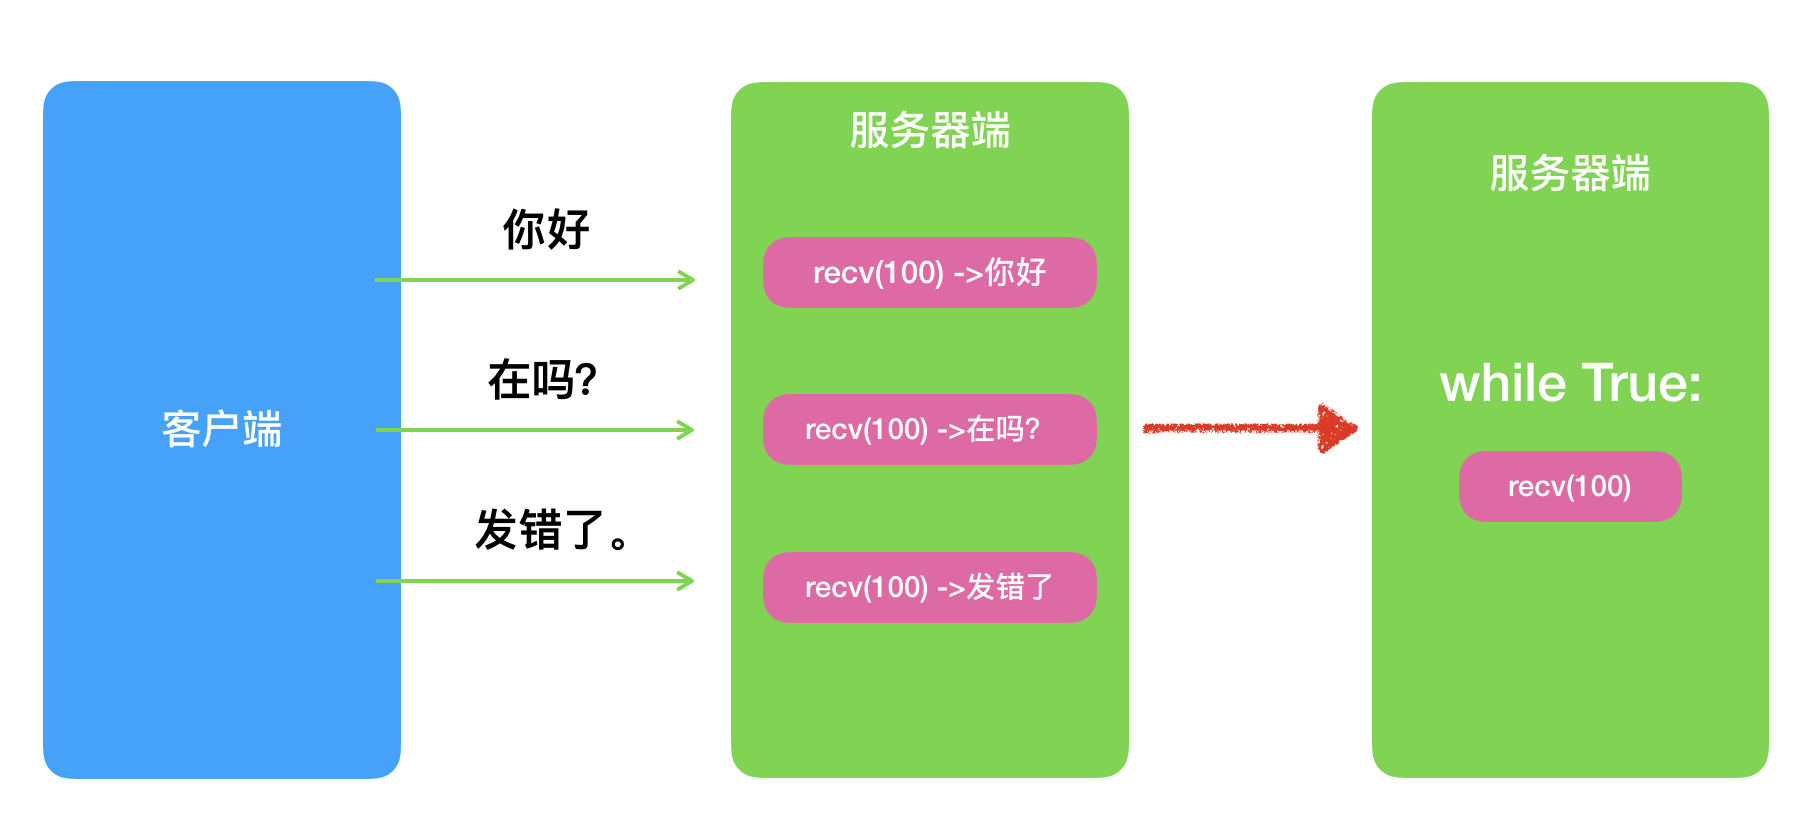 客户端
你好
在吗?
发错了。
服务器端
recv(100) ->你好
recv(100) ->在吗?
recv(100) ->发错了
服务器端
while True:
recv(100)